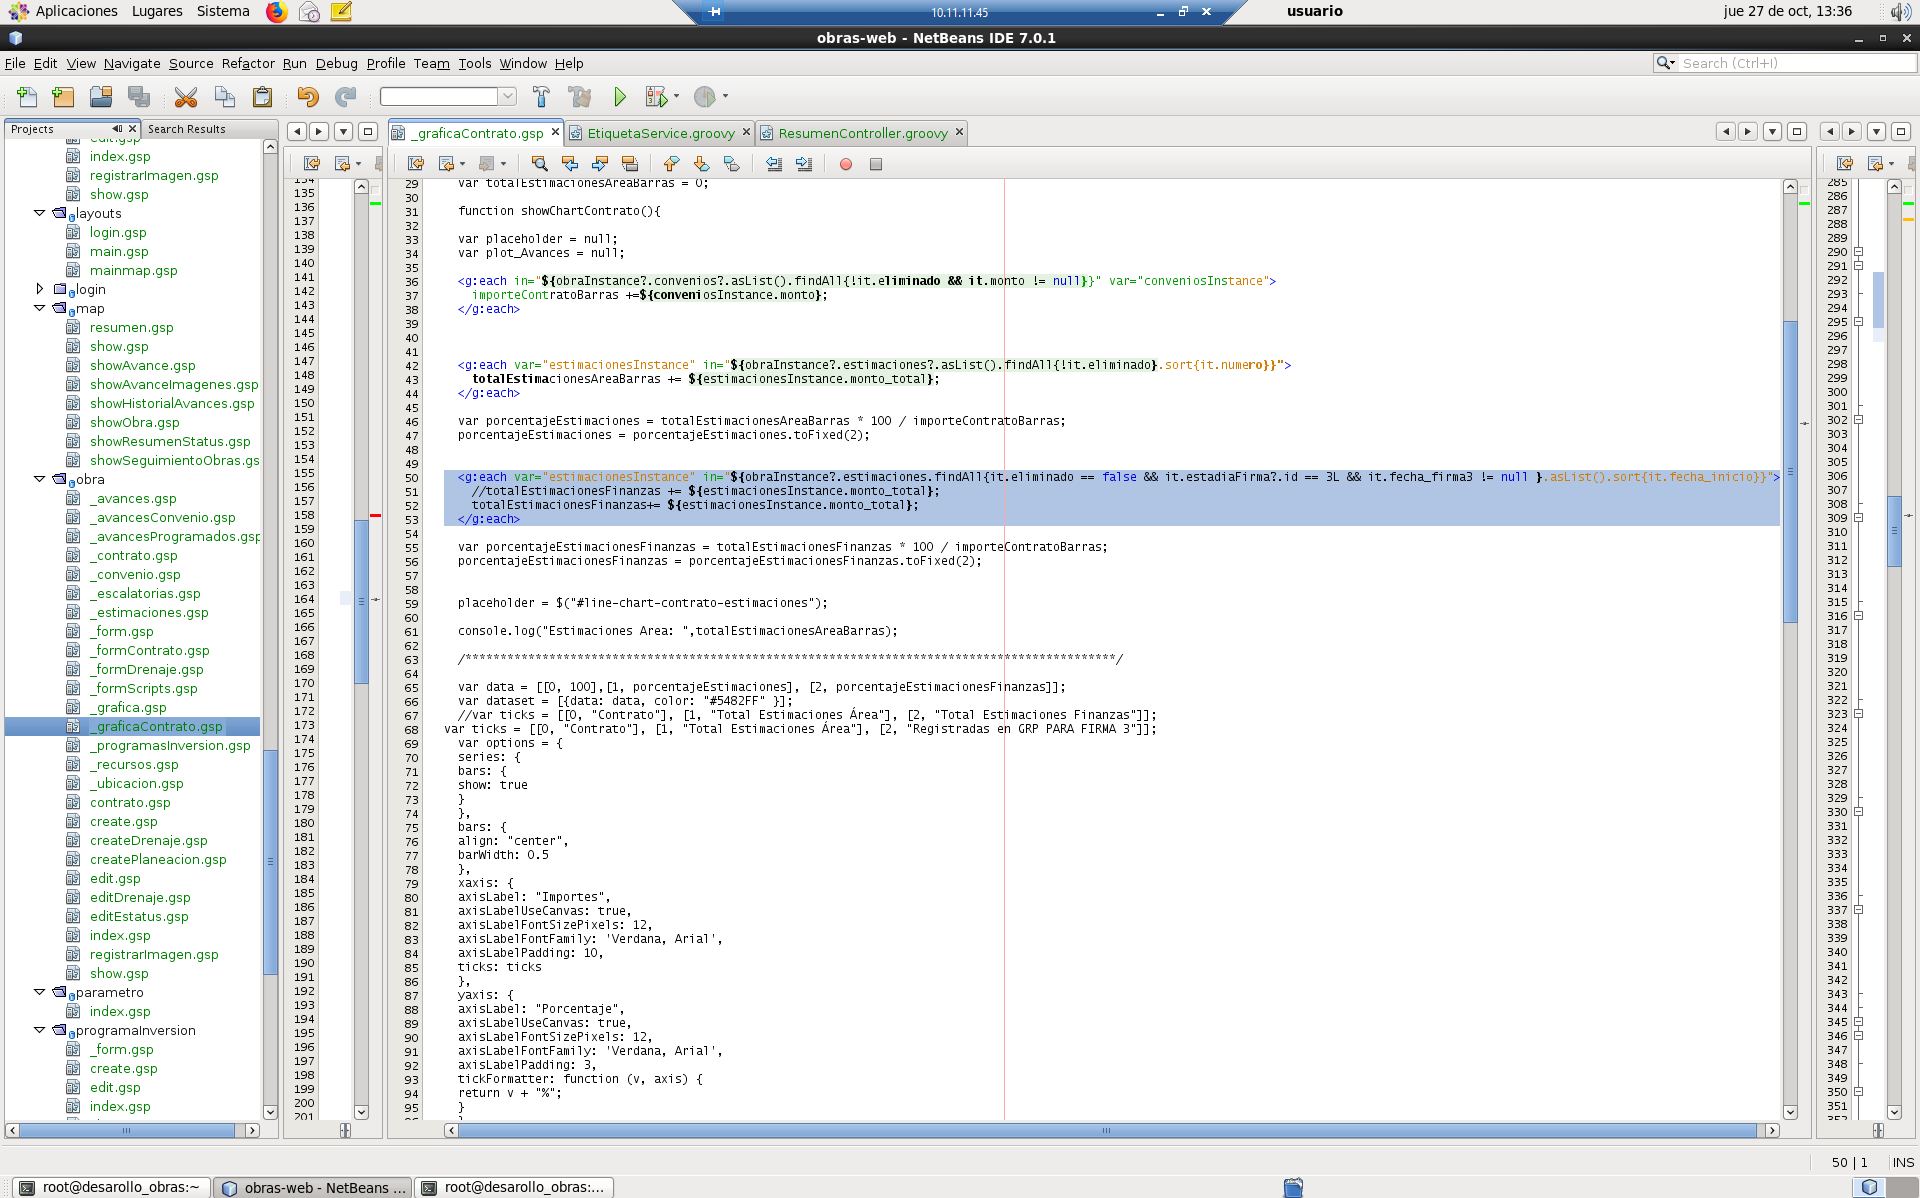 Aplicaciones Lugares Sistema
10.11.11.45
usuario
jue 27 de oct, 13:36
obras-web - NetBeans IDE 7.0.1
File Edit View Navigate Source Refactor Run Debug Profile Team Tools Window Help
Search (Ctrl+I)
Projects
Search Results
_graficaContrato.gsp
EtiquetaService.groovy
ResumenController.groovy
index.gsp
registrarImagen.gsp
show.gsp
layouts
login.gsp
main.gsp
mainmap.gsp
login
map
resumen.gsp
show.gsp
showAvance.gsp
showAvanceImagenes.gsp
showHistorialAvances.gsp
showObra.gsp
showResumenStatus.gsp
showSeguimientoObras.gs
obra
_avances.gsp
_avancesConvenio.gsp
_avancesProgramados.gsp
_contrato.gsp
_convenio.gsp
_escalatorias.gsp
_estimaciones.gsp
_form.gsp
_formContrato.gsp
_formDrenaje.gsp
_formScripts.gsp
_grafica.gsp
_graficaContrato.gsp
_programasInversion.gsp
_recursos.gsp
_ubicacion.gsp
contrato.gsp
create.gsp
createDrenaje.gsp
createPlaneacion.gsp
edit.gsp
editDrenaje.gsp
editEstatus.gsp
index.gsp
registrarImagen.gsp
show.gsp
parametro
index.gsp
programaInversion
_form.gsp
create.gsp
edit.gsp
index.gsp
29 var totalEstimacionesAreaBarras = 0;
30
31 function showChartContrato(){
32
33 var placeholder = null;
34 var plot_Avances = null;
35
36 <g:each in="${obraInstance?.convenios?.asList().findAll{!it.eliminado && it.monto != null}}" var="conveniosInstance">
37 importeContratoBarras +=${conveniosInstance.monto};
38 </g:each>
39
40
41
42 <g:each var="estimacionesInstance" in="${obraInstance?.estimaciones?.asList().findAll{!it.eliminado}.sort{it.numero}}">
43 totalEstimacionesAreaBarras += ${estimacionesInstance.monto_total};
44 </g:each>
45
46 var porcentajeEstimaciones = totalEstimacionesAreaBarras * 100 / importeContratoBarras;
47 porcentajeEstimaciones = porcentajeEstimaciones.toFixed(2);
48
49
50 <g:each var="estimacionesInstance" in="${obraInstance?.estimaciones.findAll{it.eliminado == false && it.estadiaFirma?.id == 3L && it.fecha_firma3 != null }.asList().sort{it.fecha_inicio}}">
51 //totalEstimacionesFinanzas += ${estimacionesInstance.monto_total};
52 totalEstimacionesFinanzas+= ${estimacionesInstance.monto_total};
53 </g:each>
54
55 var porcentajeEstimacionesFinanzas = totalEstimacionesFinanzas * 100 / importeContratoBarras;
56 porcentajeEstimacionesFinanzas = porcentajeEstimacionesFinanzas.toFixed(2);
57
58
59 placeholder = $("#line-chart-contrato-estimaciones");
60
61 console.log("Estimaciones Area: ",totalEstimacionesAreaBarras);
62
63
64
65 var data = [[0, 100],[1, porcentajeEstimaciones], [2, porcentajeEstimacionesFinanzas]];
66 var dataset = [{data: data, color: "#5482FF" }];
67 //var ticks = [[0, "Contrato"], [1, "Total Estimaciones Área"], [2, "Total Estimaciones Finanzas"]];
68 var ticks = [[0, "Contrato"], [1, "Total Estimaciones Área"], [2, "Registradas en GRP PARA FIRMA 3"]];
69 var options = {
70 series: {
71 bars: {
72 show: true
73 }
74 },
75 bars: {
76 align: "center",
77 barWidth: 0.5
78 },
79 xaxis: {
80 axisLabel: "Importes",
81 axisLabelUseCanvas: true,
82 axisLabelFontSizePixels: 12,
83 axisLabelFontFamily: 'Verdana, Arial',
84 axisLabelPadding: 10,
85 ticks: ticks
86 },
87 yaxis: {
88 axisLabel: "Porcentaje",
89 axisLabelUseCanvas: true,
90 axisLabelFontSizePixels: 12,
91 axisLabelFontFamily: 'Verdana, Arial',
92 axisLabelPadding: 3,
93 tickFormatter: function (v, axis) {
94 return v + "%";
95 }
50 | 1 INS
root@desarollo_obras:~
obras-web - NetBeans ...
root@desarollo_obras:...